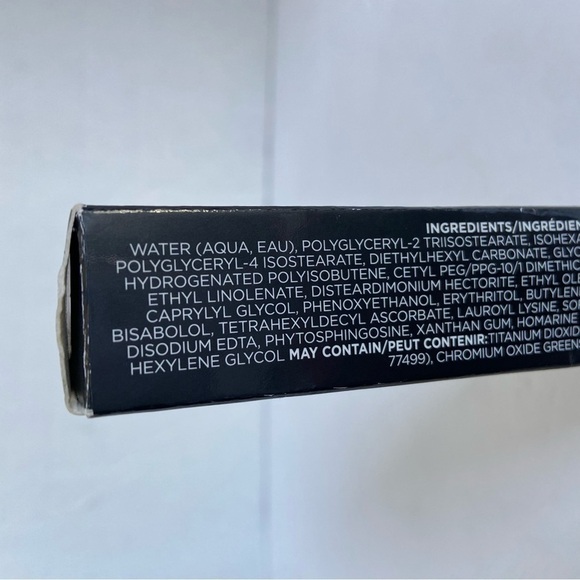 INGREDIENTS/INGRÉDIEN
WATER (AQUA, EAU), POLYGLYCERYL-2 TRIISOSTEARATE, ISOHEXA
POLYGLYCERYL-4 ISOSTEARATE, DIETHYLHEXYL CARBONATE, GLYC
HYDROGENATED POLYISOBUTENE, CETYL PEG/PPG-10/1 DIMETHIC
ETHYL LINOLENATE, DISTEARDIMONIUM HECTORITE, ETHYL OLE
CAPRYLYL GLYCOL, PHENOXYETHANOL, ERYTHRITOL, BUTYLEN
BISABOLOL, TETRAHEXYLDECYL ASCORBATE, LAUROYL LYSINE, SO
DISODIUM EDTA, PHYTOSPHINGOSINE, XANTHAN GUM, HOMARINE
HEXYLENE GLYCOL MAY CONTAIN/PEUT CONTENIR:TITANIUM DIOXID
77499), CHROMIUM OXIDE GREENS